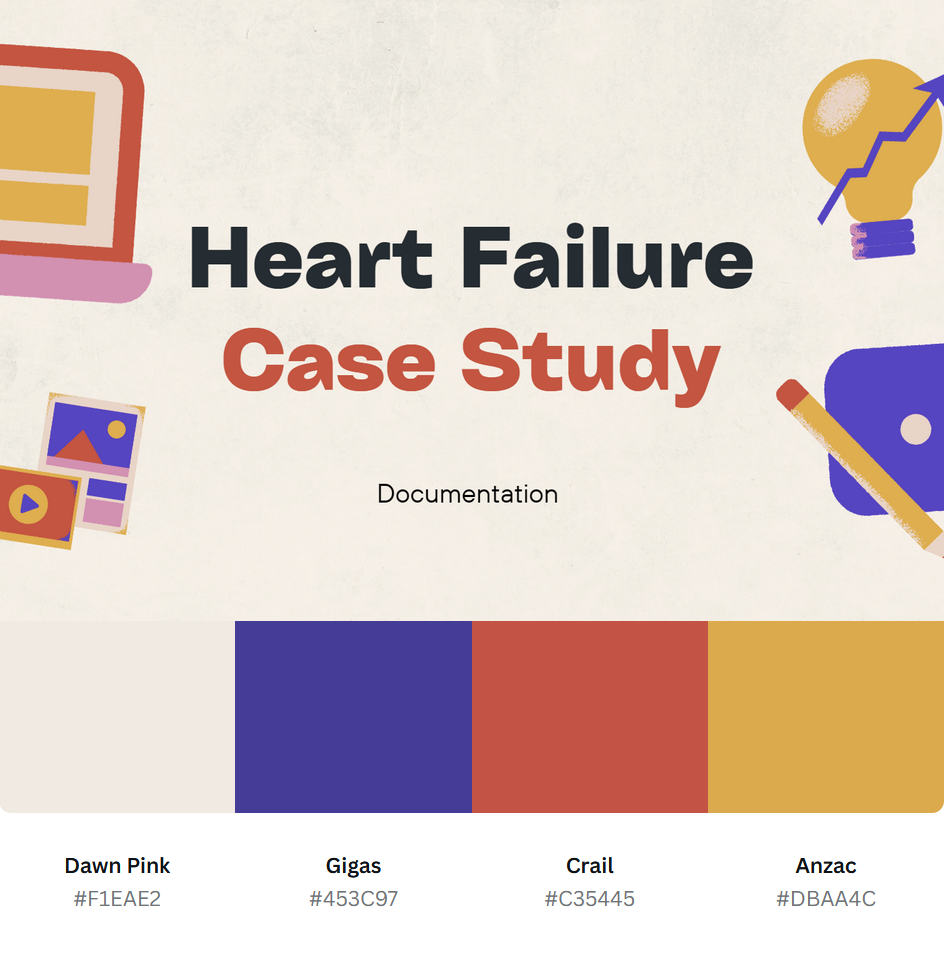 Heart Failure
Case Study
Documentation
Dawn Pink
#F1EAE2
Gigas
#453C97
Crail
#C35445
Anzac
#DBAA4C